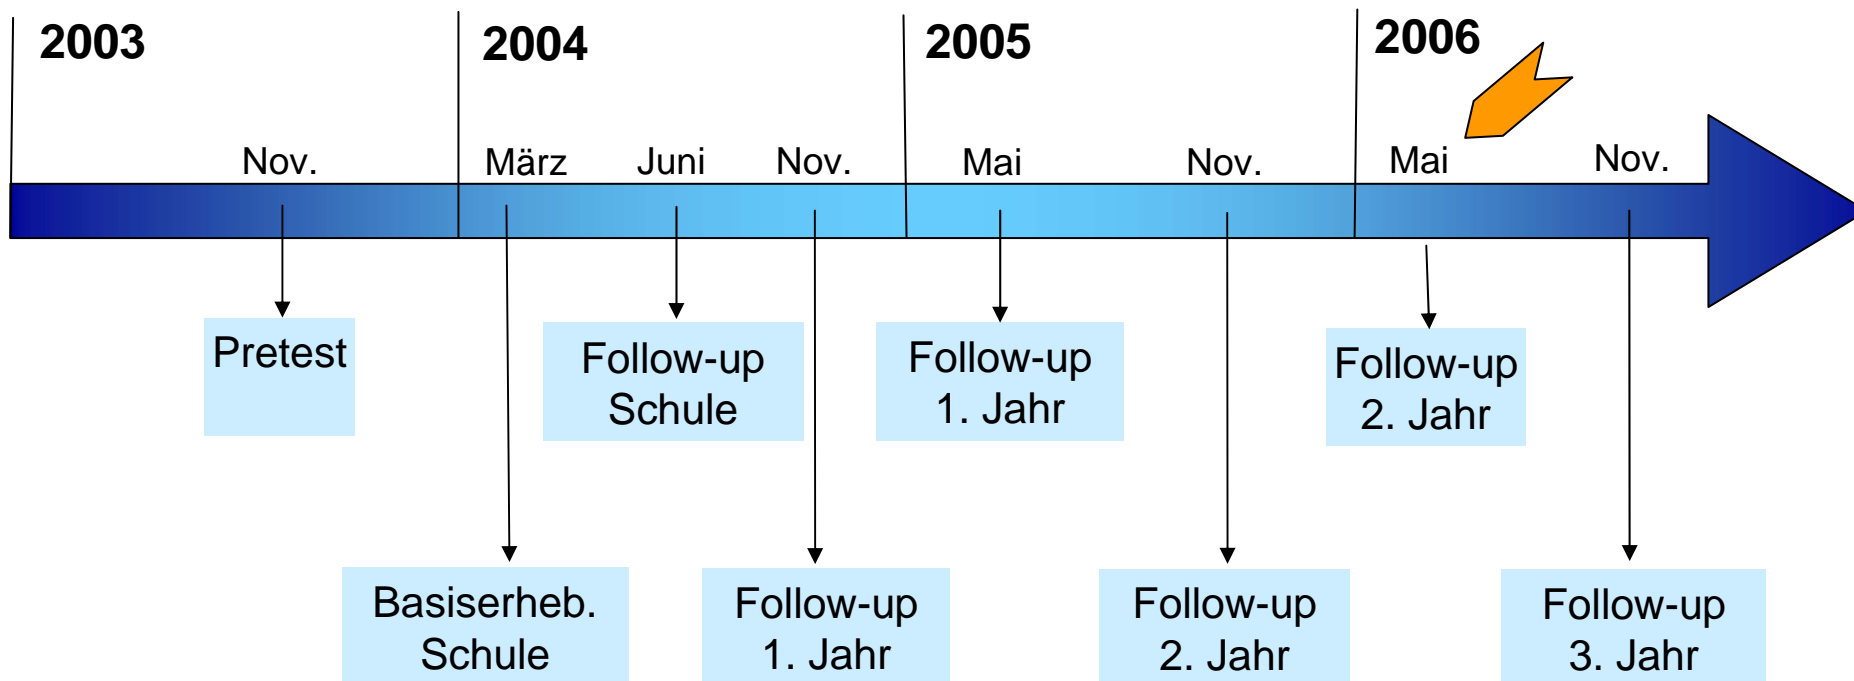 2003
2004
2005
2006
Nov.
März
Juni
Nov.
Mai
Nov.
Mai
Nov.
Pretest
Follow-up
Schule
Follow-up
1. Jahr
Follow-up
2. Jahr
Basiserheb.
Schule
Follow-up
1. Jahr
Follow-up
2. Jahr
Follow-up
3. Jahr